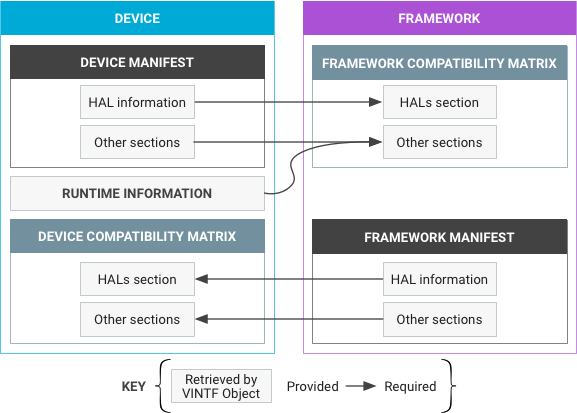 DEVICE
FRAMEWORK
DEVICE MANIFEST
HAL information
Other sections
FRAMEWORK COMPATIBILITY MATRIX
HALs section
Other sections
RUNTIME INFORMATION
DEVICE COMPATIBILITY MATRIX
HALs section
Other sections
FRAMEWORK MANIFEST
HAL information
Other sections
KEY
Retrieved by
VINTF Object
Provided
Required